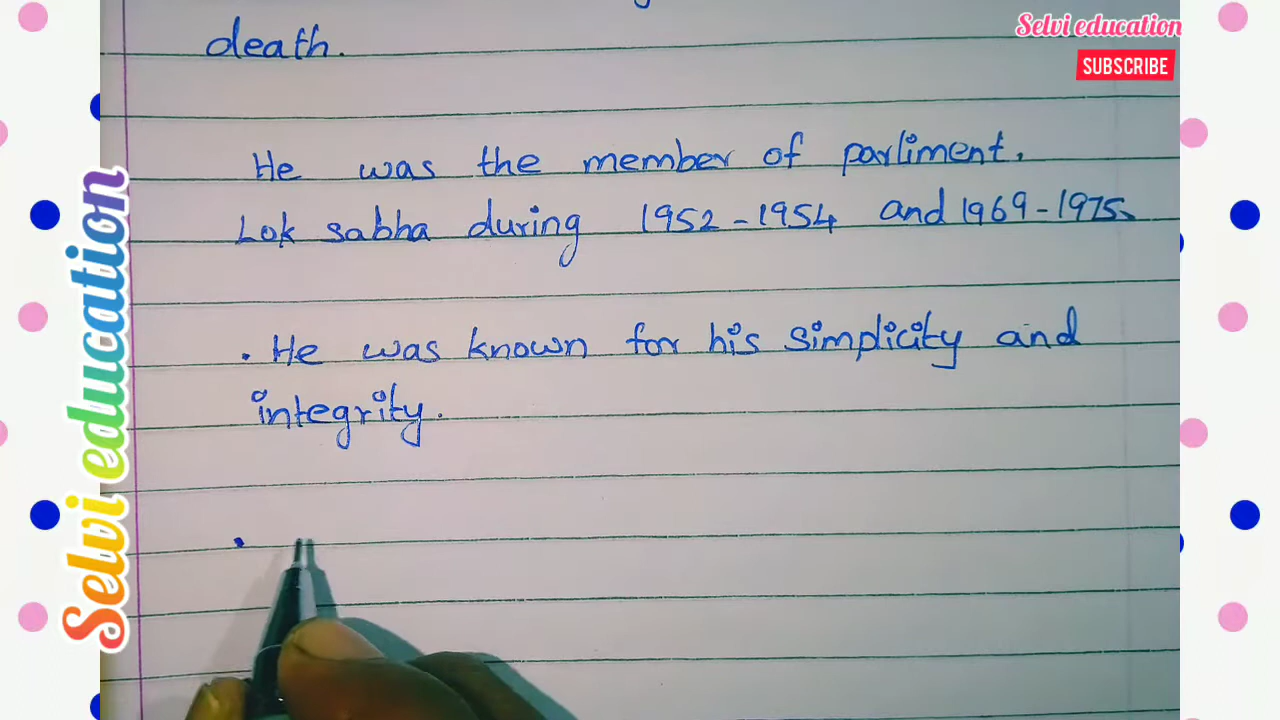 Selvi education
SUBSCRIBE
Selvi education
death.
He was the member of parliment.
Lok sabha during 1952-1954 and 1969-1975.
. He was known for his simplicity and
integrity.
.